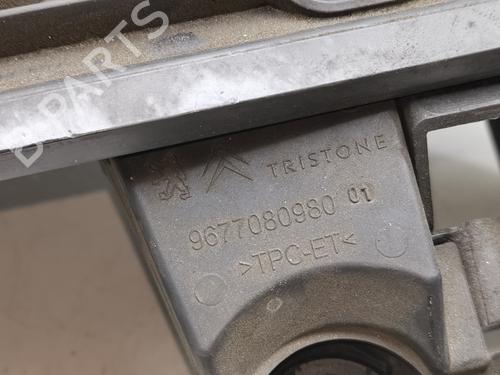 B-PARTS
TRISTONE
9677080980 01
>TPC-ET<